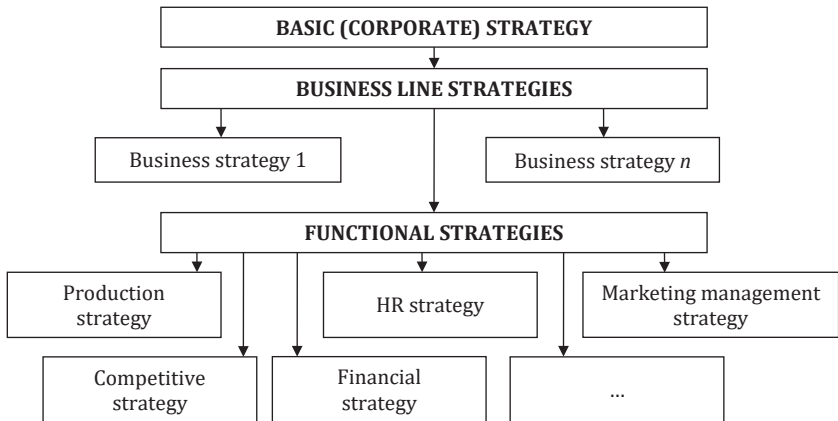 BASIC (CORPORATE) STRATEGY
BUSINESS LINE STRATEGIES
Business strategy 1
Business strategy n
FUNCTIONAL STRATEGIES
Production
strategy
HR strategy
Marketing management
strategy
Competitive
strategy
Financial
strategy
...